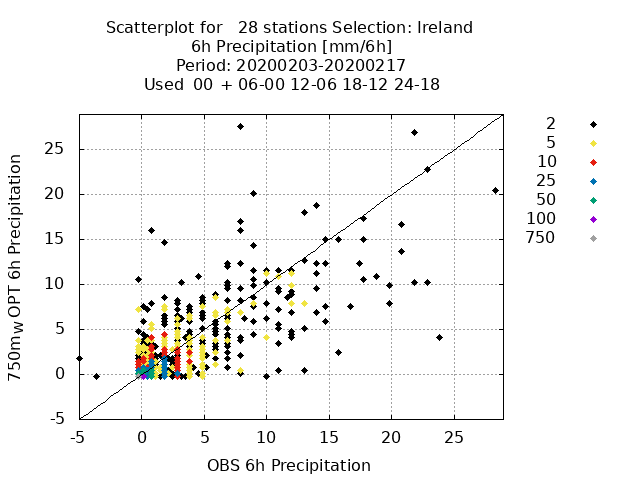 Scatterplot for   28 stations Selection: Ireland
6h Precipitation [mm/6h]
Period: 20200203-20200217
Used  00 + 06-00 12-06 18-12 24-18
750m_W OPT 6h Precipitation
25
20
15
10
5
0
-5
-5 0 5 10 15 20 25
OBS 6h Precipitation
2
5
10
25
50
100
750